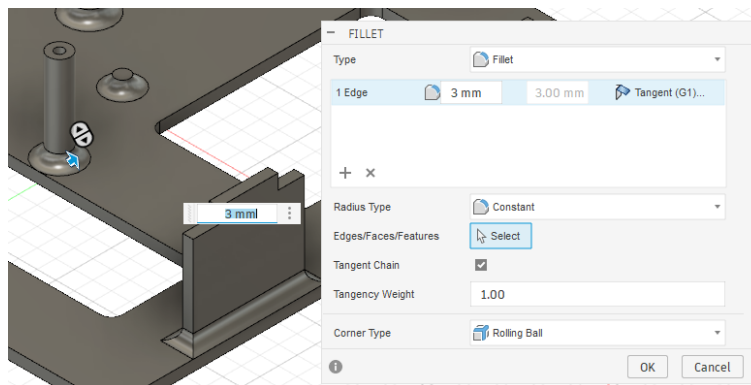 FILLET
Type Fillet
1 Edge 3 mm 3.00 mm Tangent (G1)...
3 mm
Radius Type Constant
Edges/Faces/Features Select
Tangent Chain
Tangency Weight 1.00
Corner Type Rolling Ball
OK Cancel